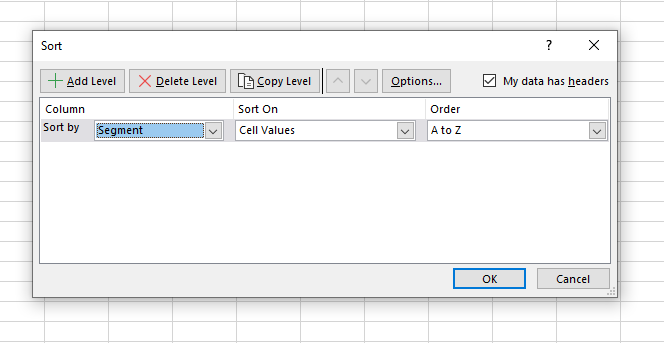 Sort ?
Add Level Delete Level Copy Level Options... My data has headers
Column Sort On Order
Sort by Segment Cell Values A to Z
OK Cancel